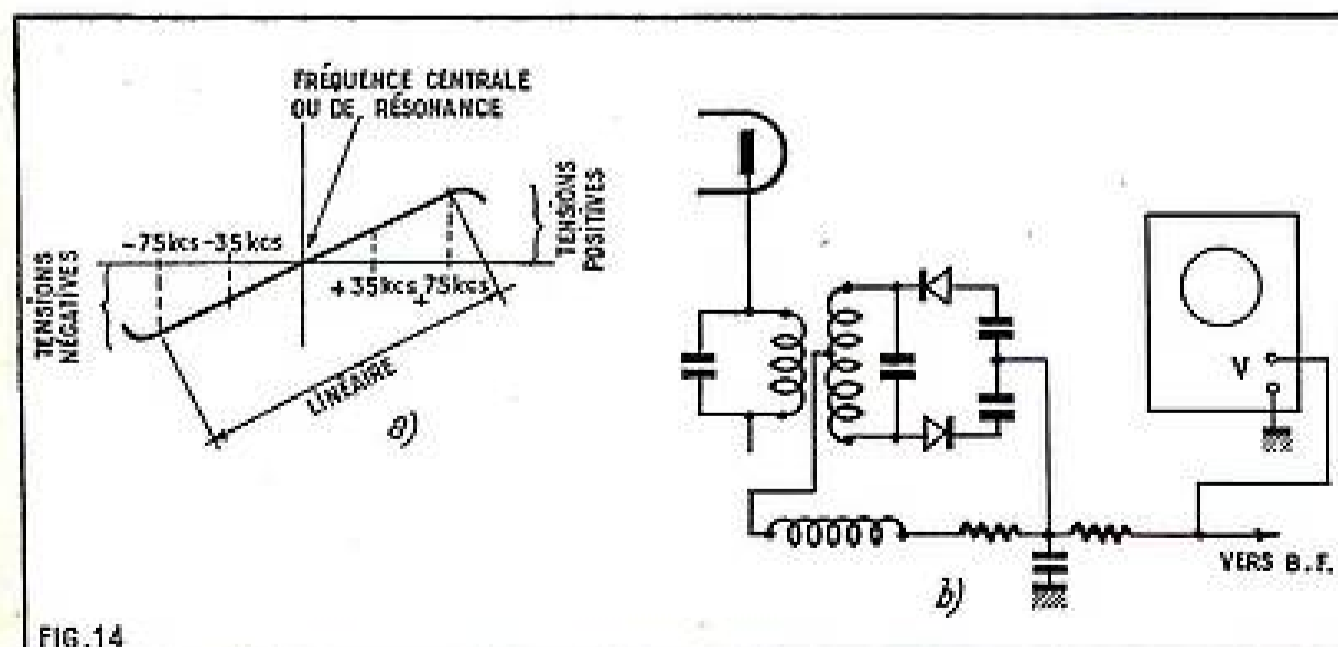 FRÉQUENCE CENTRALE
OU DE RÉSONANCE
TENSIONS
POSITIVES
-75kcs-35kcs
+35kcs+75kcs
TENSIONS
NÉGATIVES
LINÉAIRE
a)
V
VERS B.F.
b)
FIG.14